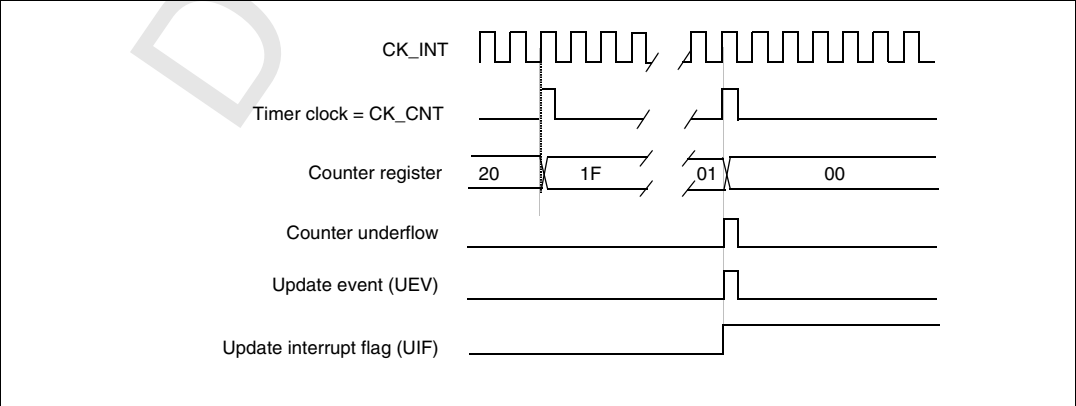 CK_INT
Timer clock = CK_CNT
Counter register 20 1F 01 00
Counter underflow
Update event (UEV)
Update interrupt flag (UIF)